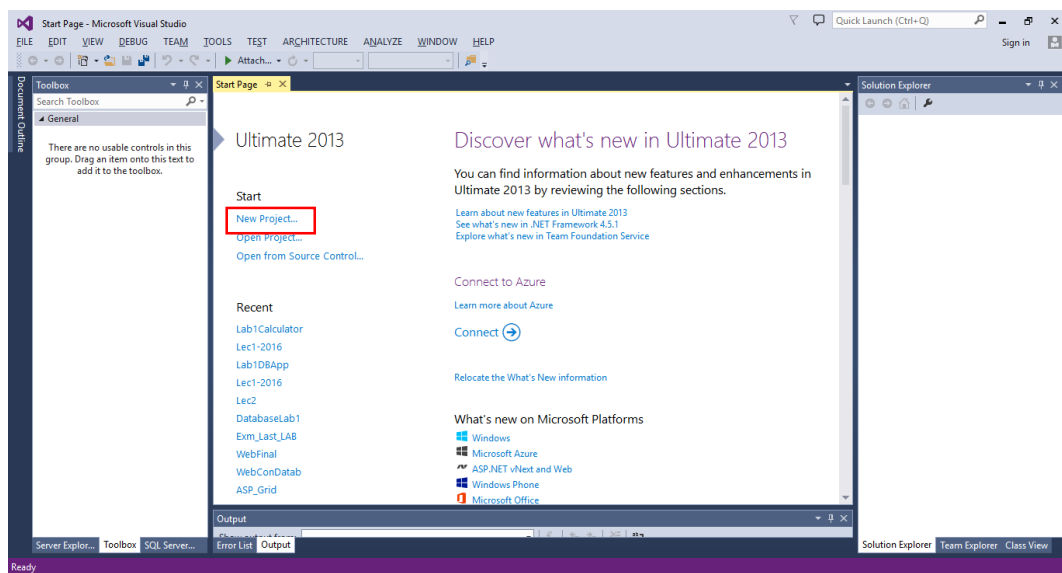 Start Page - Microsoft Visual Studio
Quick Launch (Ctrl+Q)
FILE EDIT VIEW DEBUG TEAM TOOLS TEST ARCHITECTURE ANALYZE WINDOW HELP
Sign in
Attach...
Document Outline
Toolbox
Search Toolbox
General
There are no usable controls in this
group. Drag an item onto this text to
add it to the toolbox.
Server Explor... Toolbox SQL Server...
Start Page
Ultimate 2013
Start
New Project...
Open Project...
Open from Source Control...
Recent
Lab1Calculator
Lec1-2016
Lab1DBApp
Lec1-2016
Lec2
DatabaseLab1
Exm_Last_LAB
WebFinal
WebConDatab
ASP_Grid
Discover what's new in Ultimate 2013
You can find information about new features and enhancements in
Ultimate 2013 by reviewing the following sections.
Learn about new features in Ultimate 2013
See what's new in .NET Framework 4.5.1
Explore what's new in Team Foundation Service
Connect to Azure
Learn more about Azure
Connect
Relocate the What's New information
What's new on Microsoft Platforms
Windows
Microsoft Azure
ASP.NET vNext and Web
Windows Phone
Microsoft Office
Output
Show output from:
Error List Output
Solution Explorer
Solution Explorer Team Explorer Class View
Ready